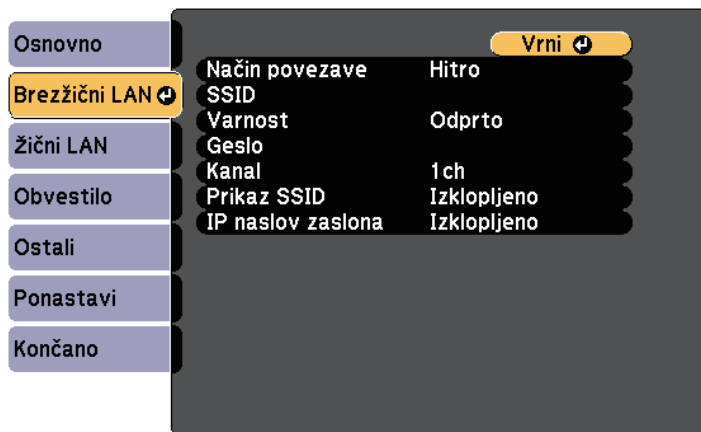 Osnovno
Brezžični LAN
Žični LAN
Obvestilo
Ostali
Ponastavi
Končano
Vrni
Način povezave Hitro
SSID
Varnost Odprto
Geslo
Kanal 1ch
Prikaz SSID Izklopljeno
IP naslov zaslona Izklopljeno